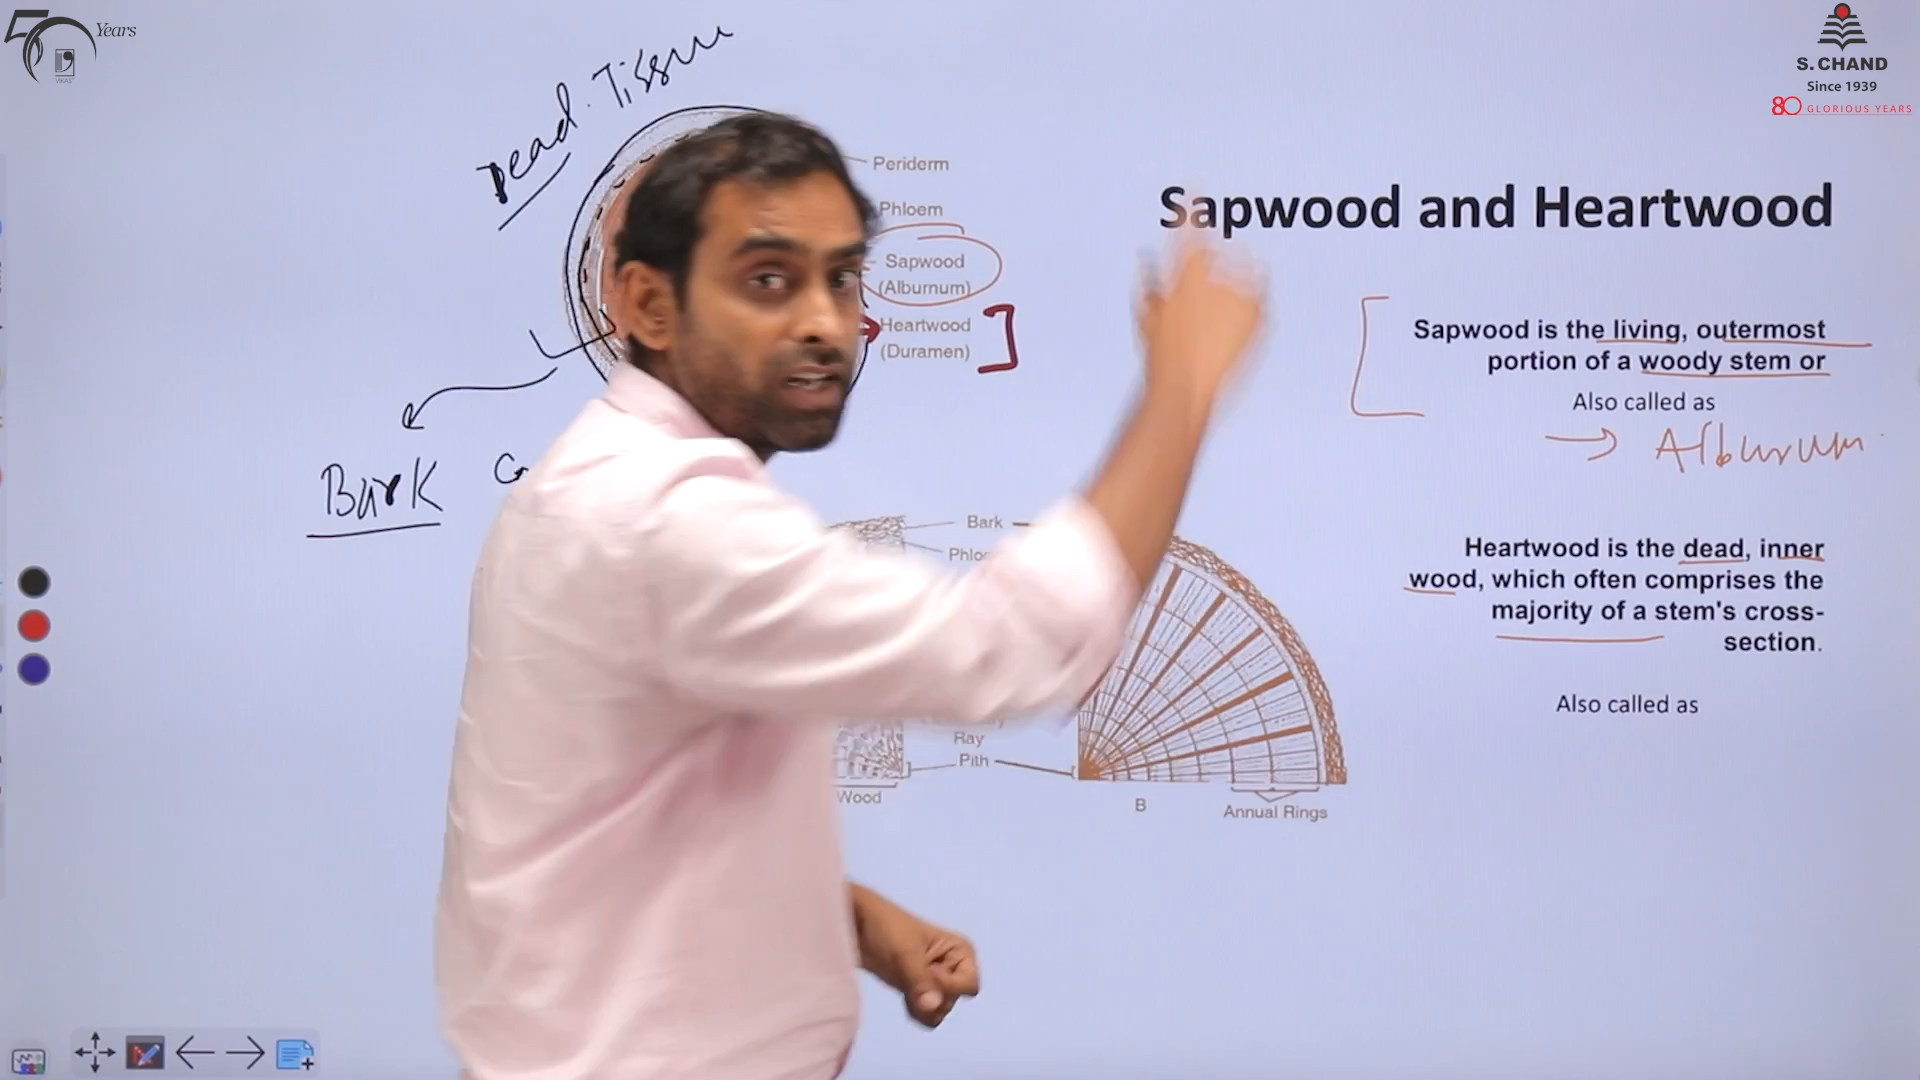 50 Years
VIKAS
S. CHAND
Since 1939
80 GLORIOUS YEARS
Dead Tissue
Periderm
Phloem
Sapwood
(Alburnum)
Heartwood
(Duramen)
Bark
Bark
Ray
Pith
Wood
B
Annual Rings
Sapwood and Heartwood
Sapwood is the living, outermost
portion of a woody stem or
Also called as
→ Alburum
Heartwood is the dead, inner
wood, which often comprises the
majority of a stem's cross-
section.
Also called as